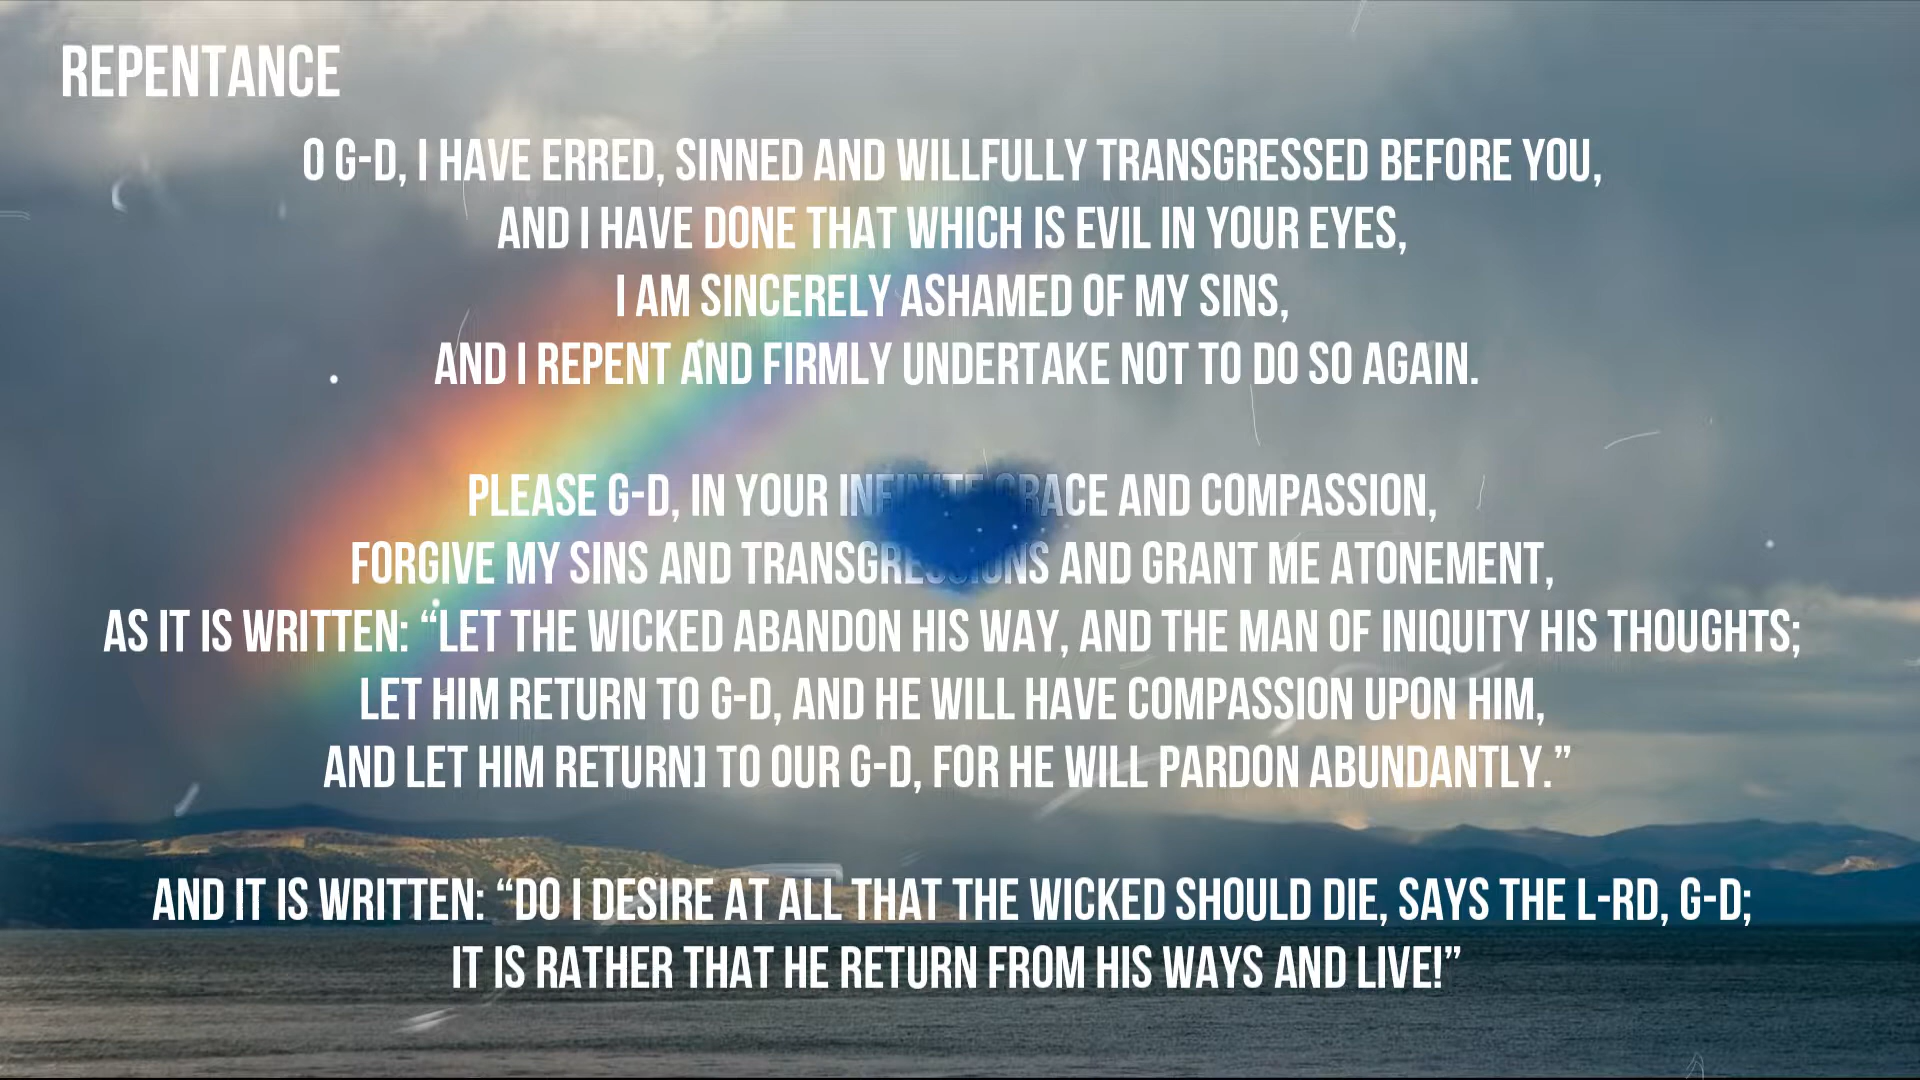 REPENTANCE
O G-D, I HAVE ERRED, SINNED AND WILLFULLY TRANSGRESSED BEFORE YOU,
AND I HAVE DONE THAT WHICH IS EVIL IN YOUR EYES,
I AM SINCERELY ASHAMED OF MY SINS,
AND I REPENT AND FIRMLY UNDERTAKE NOT TO DO SO AGAIN.
PLEASE G-D, IN YOUR INFINITE GRACE AND COMPASSION,
FORGIVE MY SINS AND TRANSGRESSIONS AND GRANT ME ATONEMENT,
AS IT IS WRITTEN: “LET THE WICKED ABANDON HIS WAY, AND THE MAN OF INIQUITY HIS THOUGHTS;
LET HIM RETURN TO G-D, AND HE WILL HAVE COMPASSION UPON HIM,
AND LET HIM RETURN] TO OUR G-D, FOR HE WILL PARDON ABUNDANTLY.”
AND IT IS WRITTEN: “DO I DESIRE AT ALL THAT THE WICKED SHOULD DIE, SAYS THE L-RD, G-D;
IT IS RATHER THAT HE RETURN FROM HIS WAYS AND LIVE!”